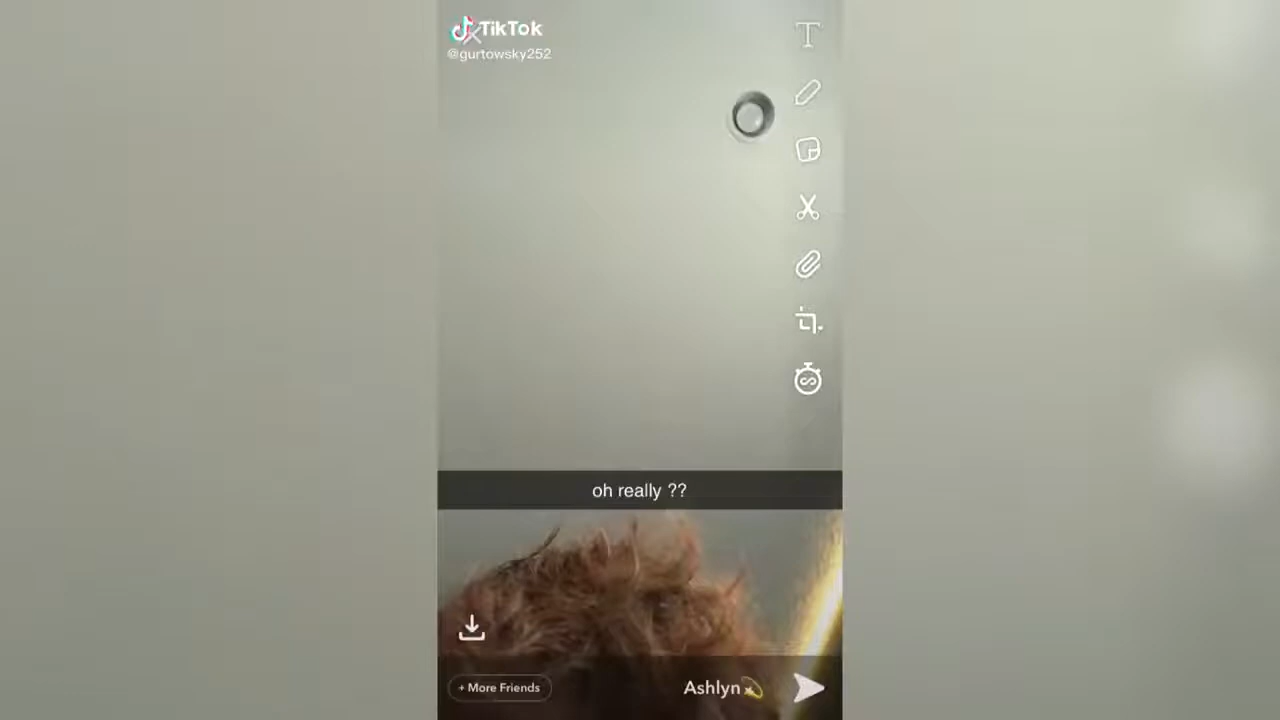 TikTok
@gurtowsky252
T
oh really ??
+ More Friends
Ashlyn💫